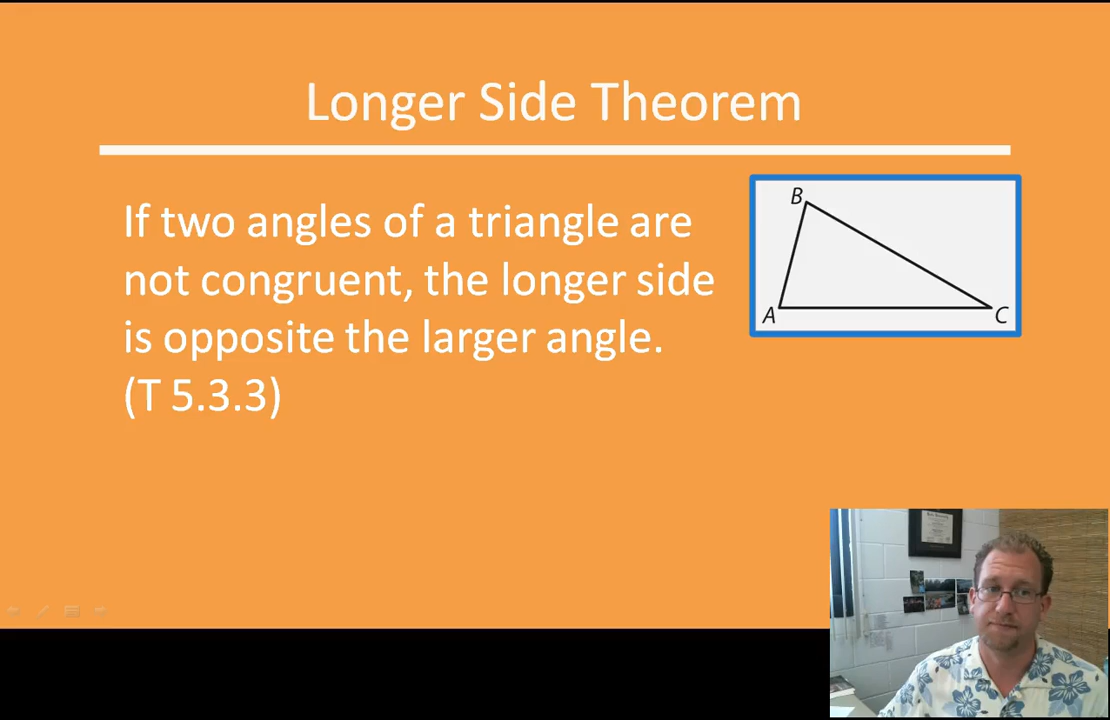 Longer Side Theorem
If two angles of a triangle are
not congruent, the longer side
is opposite the larger angle.
(T 5.3.3)
B
A
C